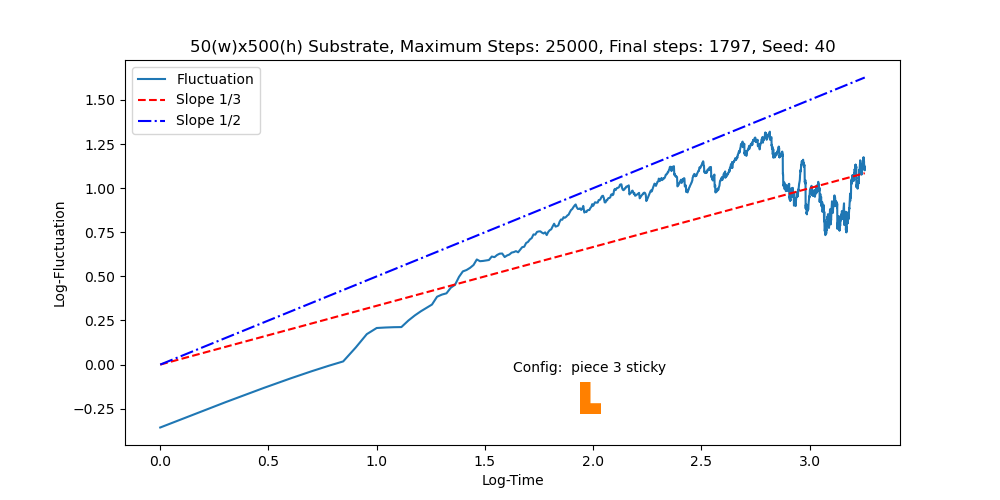 50(w)x500(h) Substrate, Maximum Steps: 25000, Final steps: 1797, Seed: 40
Fluctuation
Slope 1/3
Slope 1/2
1.50
1.25
1.00
0.75
0.50
0.25
0.00
−0.25
Log-Fluctuation
Config:  piece 3 sticky
0.0 0.5 1.0 1.5 2.0 2.5 3.0
Log-Time